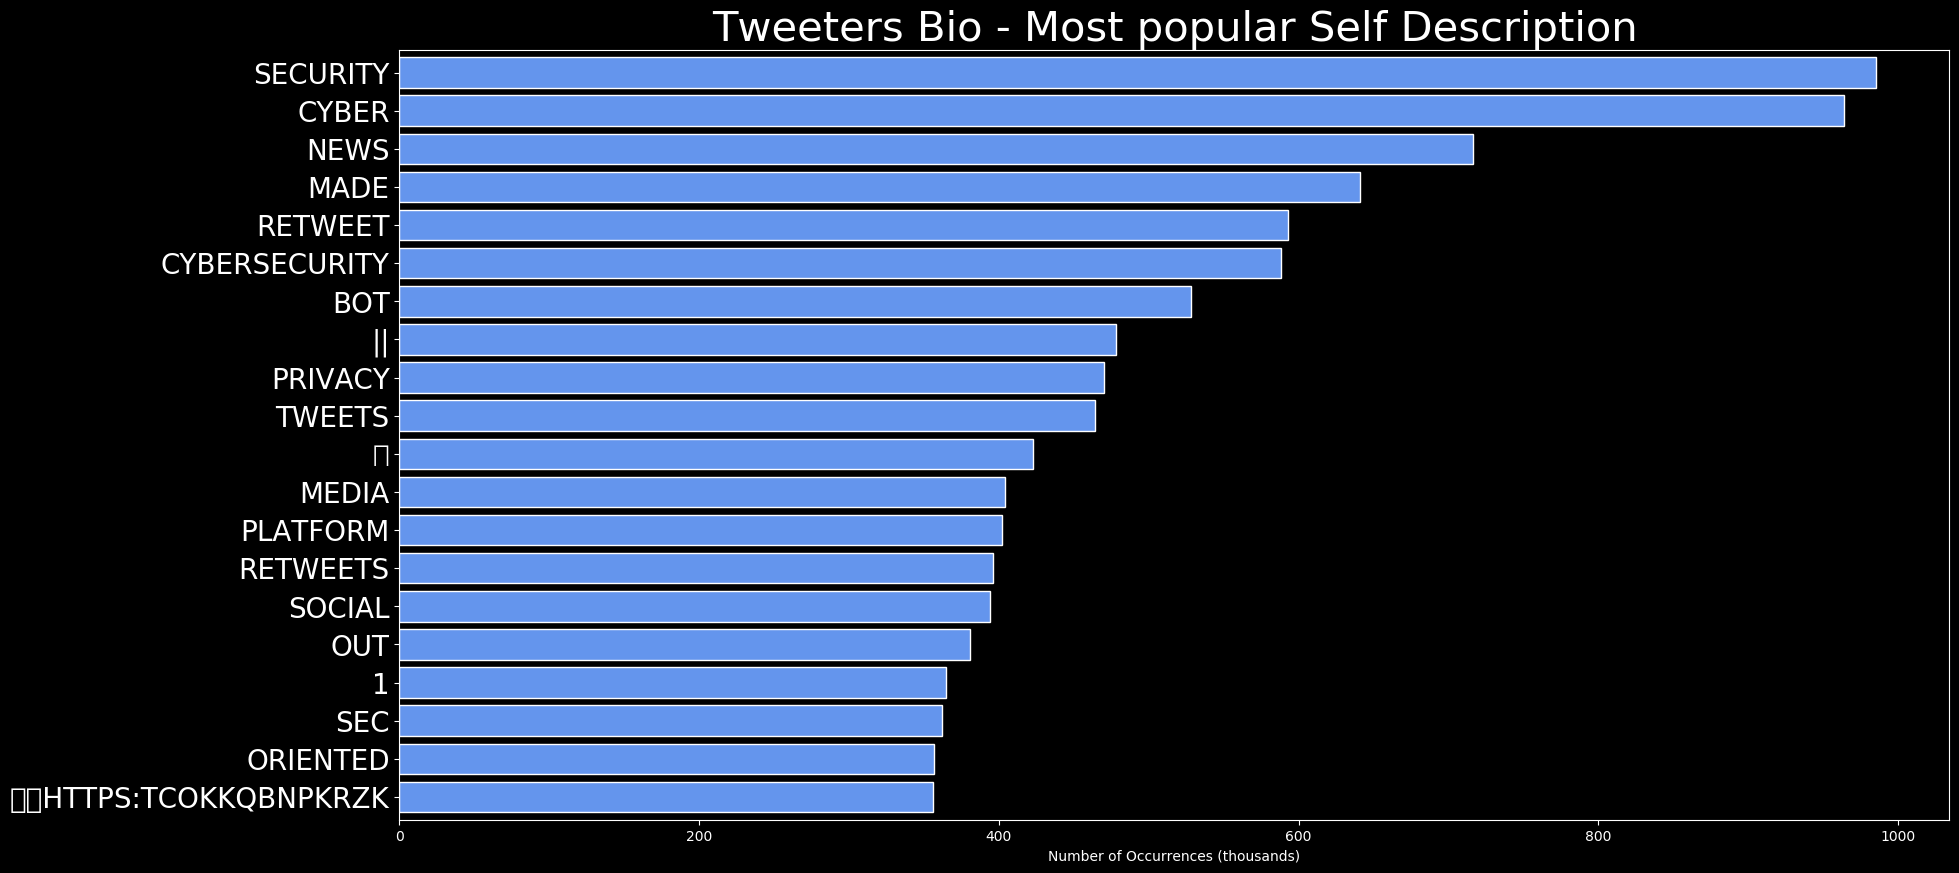 Tweeters Bio - Most popular Self Description
SECURITY
CYBER
NEWS
MADE
RETWEET
CYBERSECURITY
BOT
||
PRIVACY
TWEETS
MEDIA
PLATFORM
RETWEETS
SOCIAL
OUT
1
SEC
ORIENTED
HTTPS:TCOKKQBNPKRZK
0 200 400 600 800 1000
Number of Occurrences (thousands)